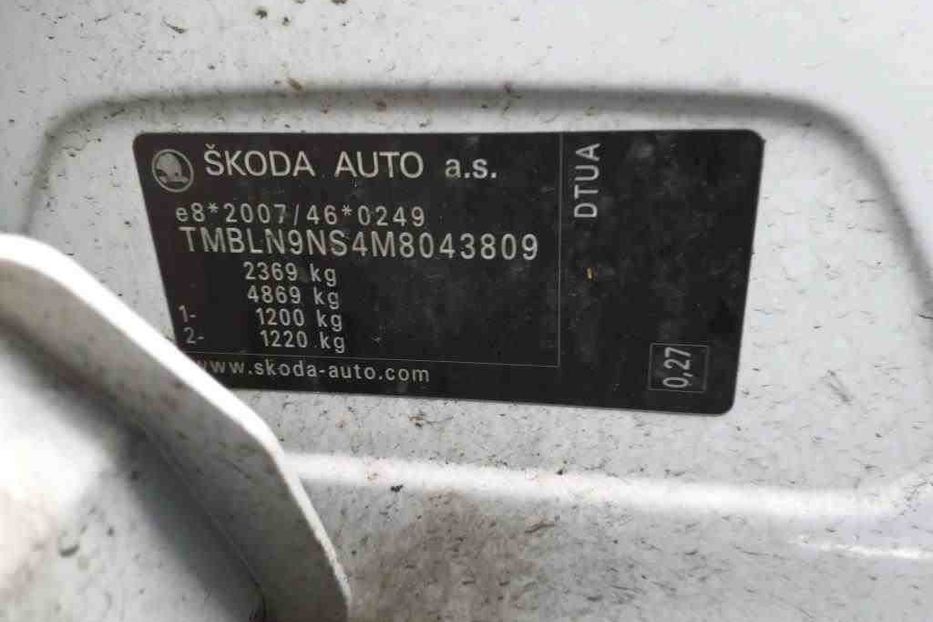 ŠKODA AUTO a.s.
e8*2007/46*0249
TMBLN9NS4M8043809
2369 kg
4869 kg
1- 1200 kg
2- 1220 kg
www.skoda-auto.com
DTUA
0,27